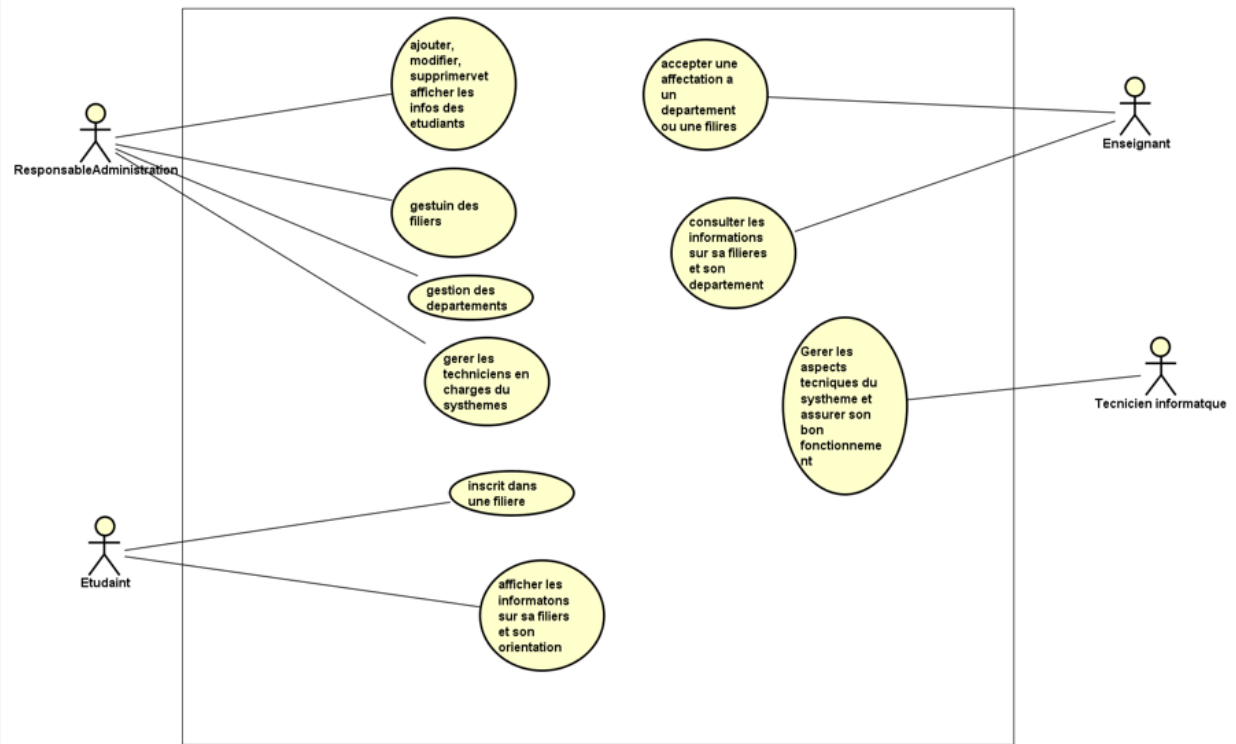 ajouter,
modifier,
supprimervet
afficher les
infos des
etudiants
ResponsableAdministration
gestuin des
filiers
gestion des
departements
gerer les
techniciens en
charges du
systhemes
inscrit dans
une filiere
Etudaint
afficher les
informatons
sur sa filiers
et son
orientation
accepter une
affectation a
un
departement
ou une filires
Enseignant
consulter les
informations
sur sa filieres
et son
departement
Gerer les
aspects
tecniques du
systheme et
assurer son
bon
fonctionneme
nt
Tecnicien informatque